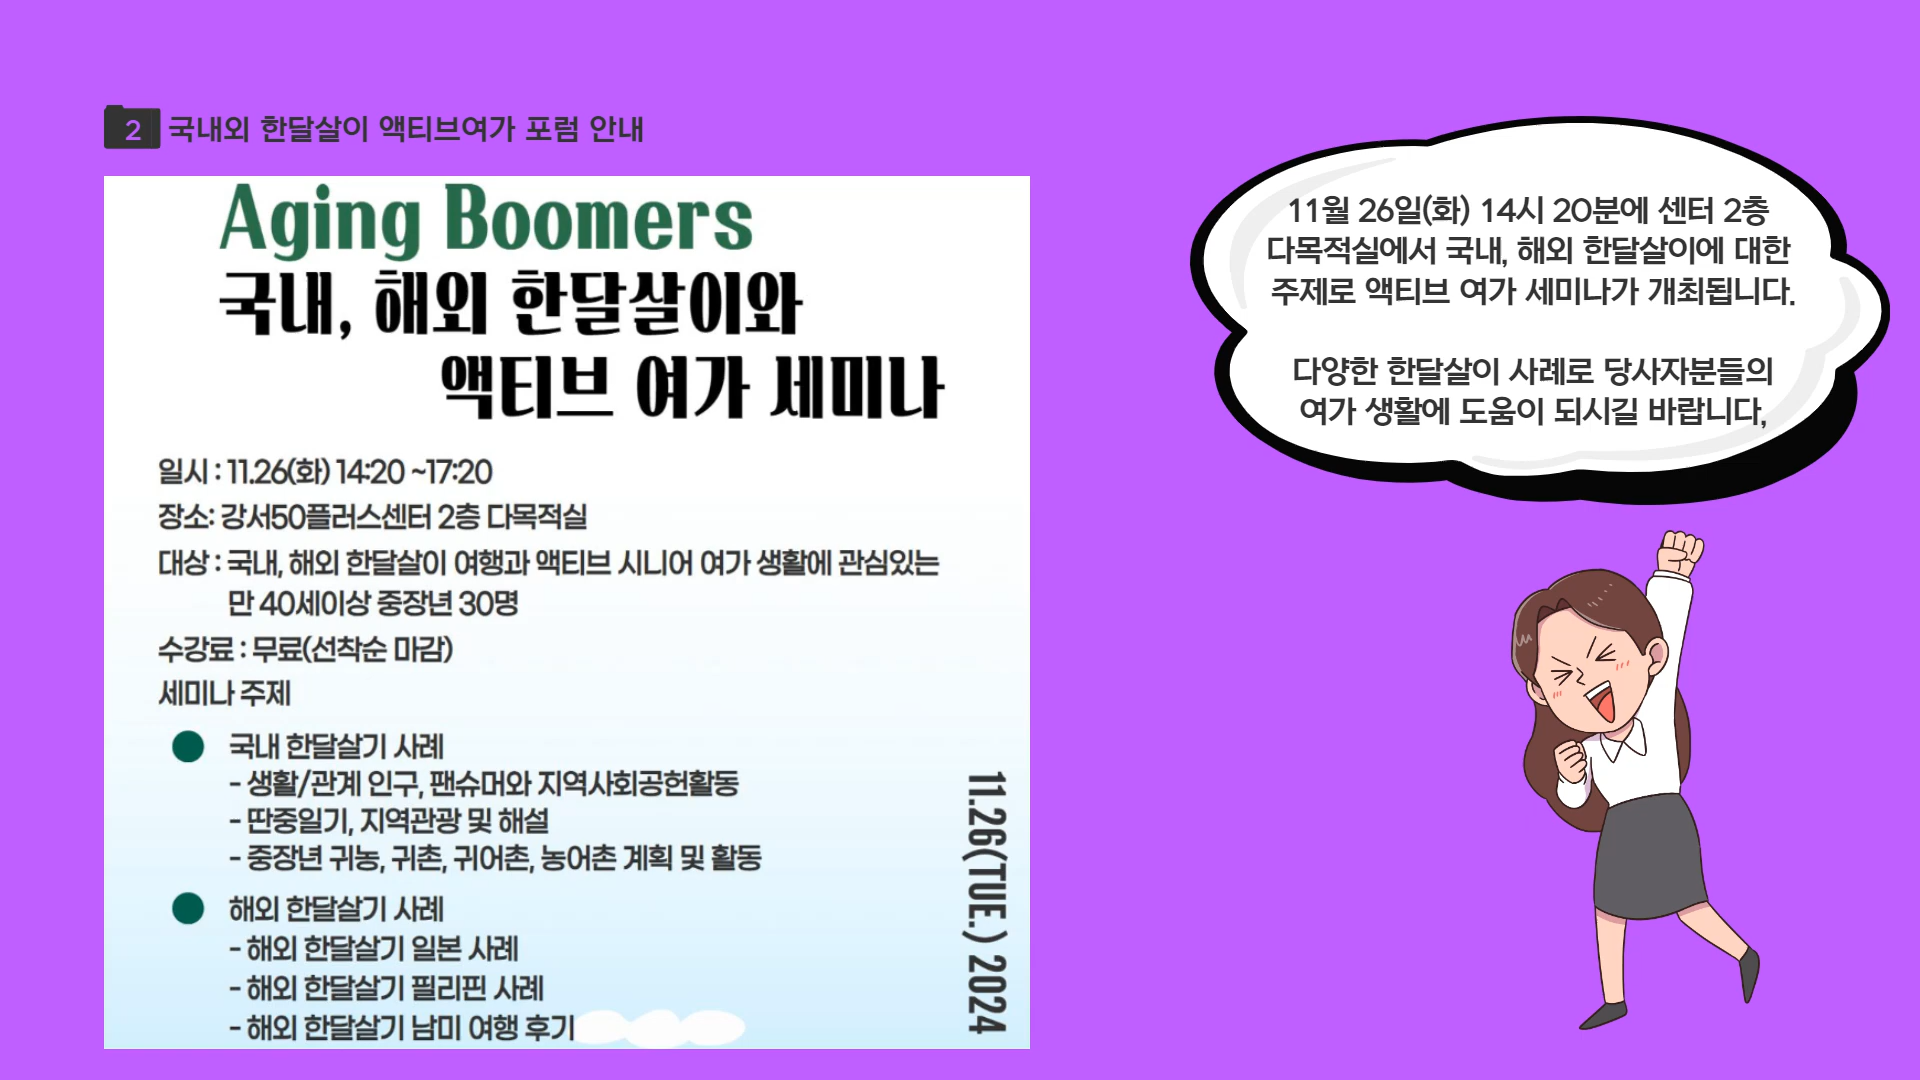 2 국내외 한달살이 액티브여가 포럼 안내
Aging Boomers
국내, 해외 한달살이와
액티브 여가 세미나
일시 : 11.26(화) 14:20 ~17:20
장소: 강서50플러스센터 2층 다목적실
대상 : 국내, 해외 한달살이 여행과 액티브 시니어 여가 생활에 관심있는
만 40세이상 중장년 30명
수강료 : 무료(선착순 마감)
세미나 주제
국내 한달살기 사례
- 생활/관계 인구, 팬슈머와 지역사회공헌활동
- 딴중일기, 지역관광 및 해설
- 중장년 귀농, 귀촌, 귀어촌, 농어촌 계획 및 활동
해외 한달살기 사례
- 해외 한달살기 일본 사례
- 해외 한달살기 필리핀 사례
- 해외 한달살기 남미 여행 후기
11.26(TUE.) 2024
11월 26일(화) 14시 20분에 센터 2층
다목적실에서 국내, 해외 한달살이에 대한
주제로 액티브 여가 세미나가 개최됩니다.
다양한 한달살이 사례로 당사자분들의
여가 생활에 도움이 되시길 바랍니다,